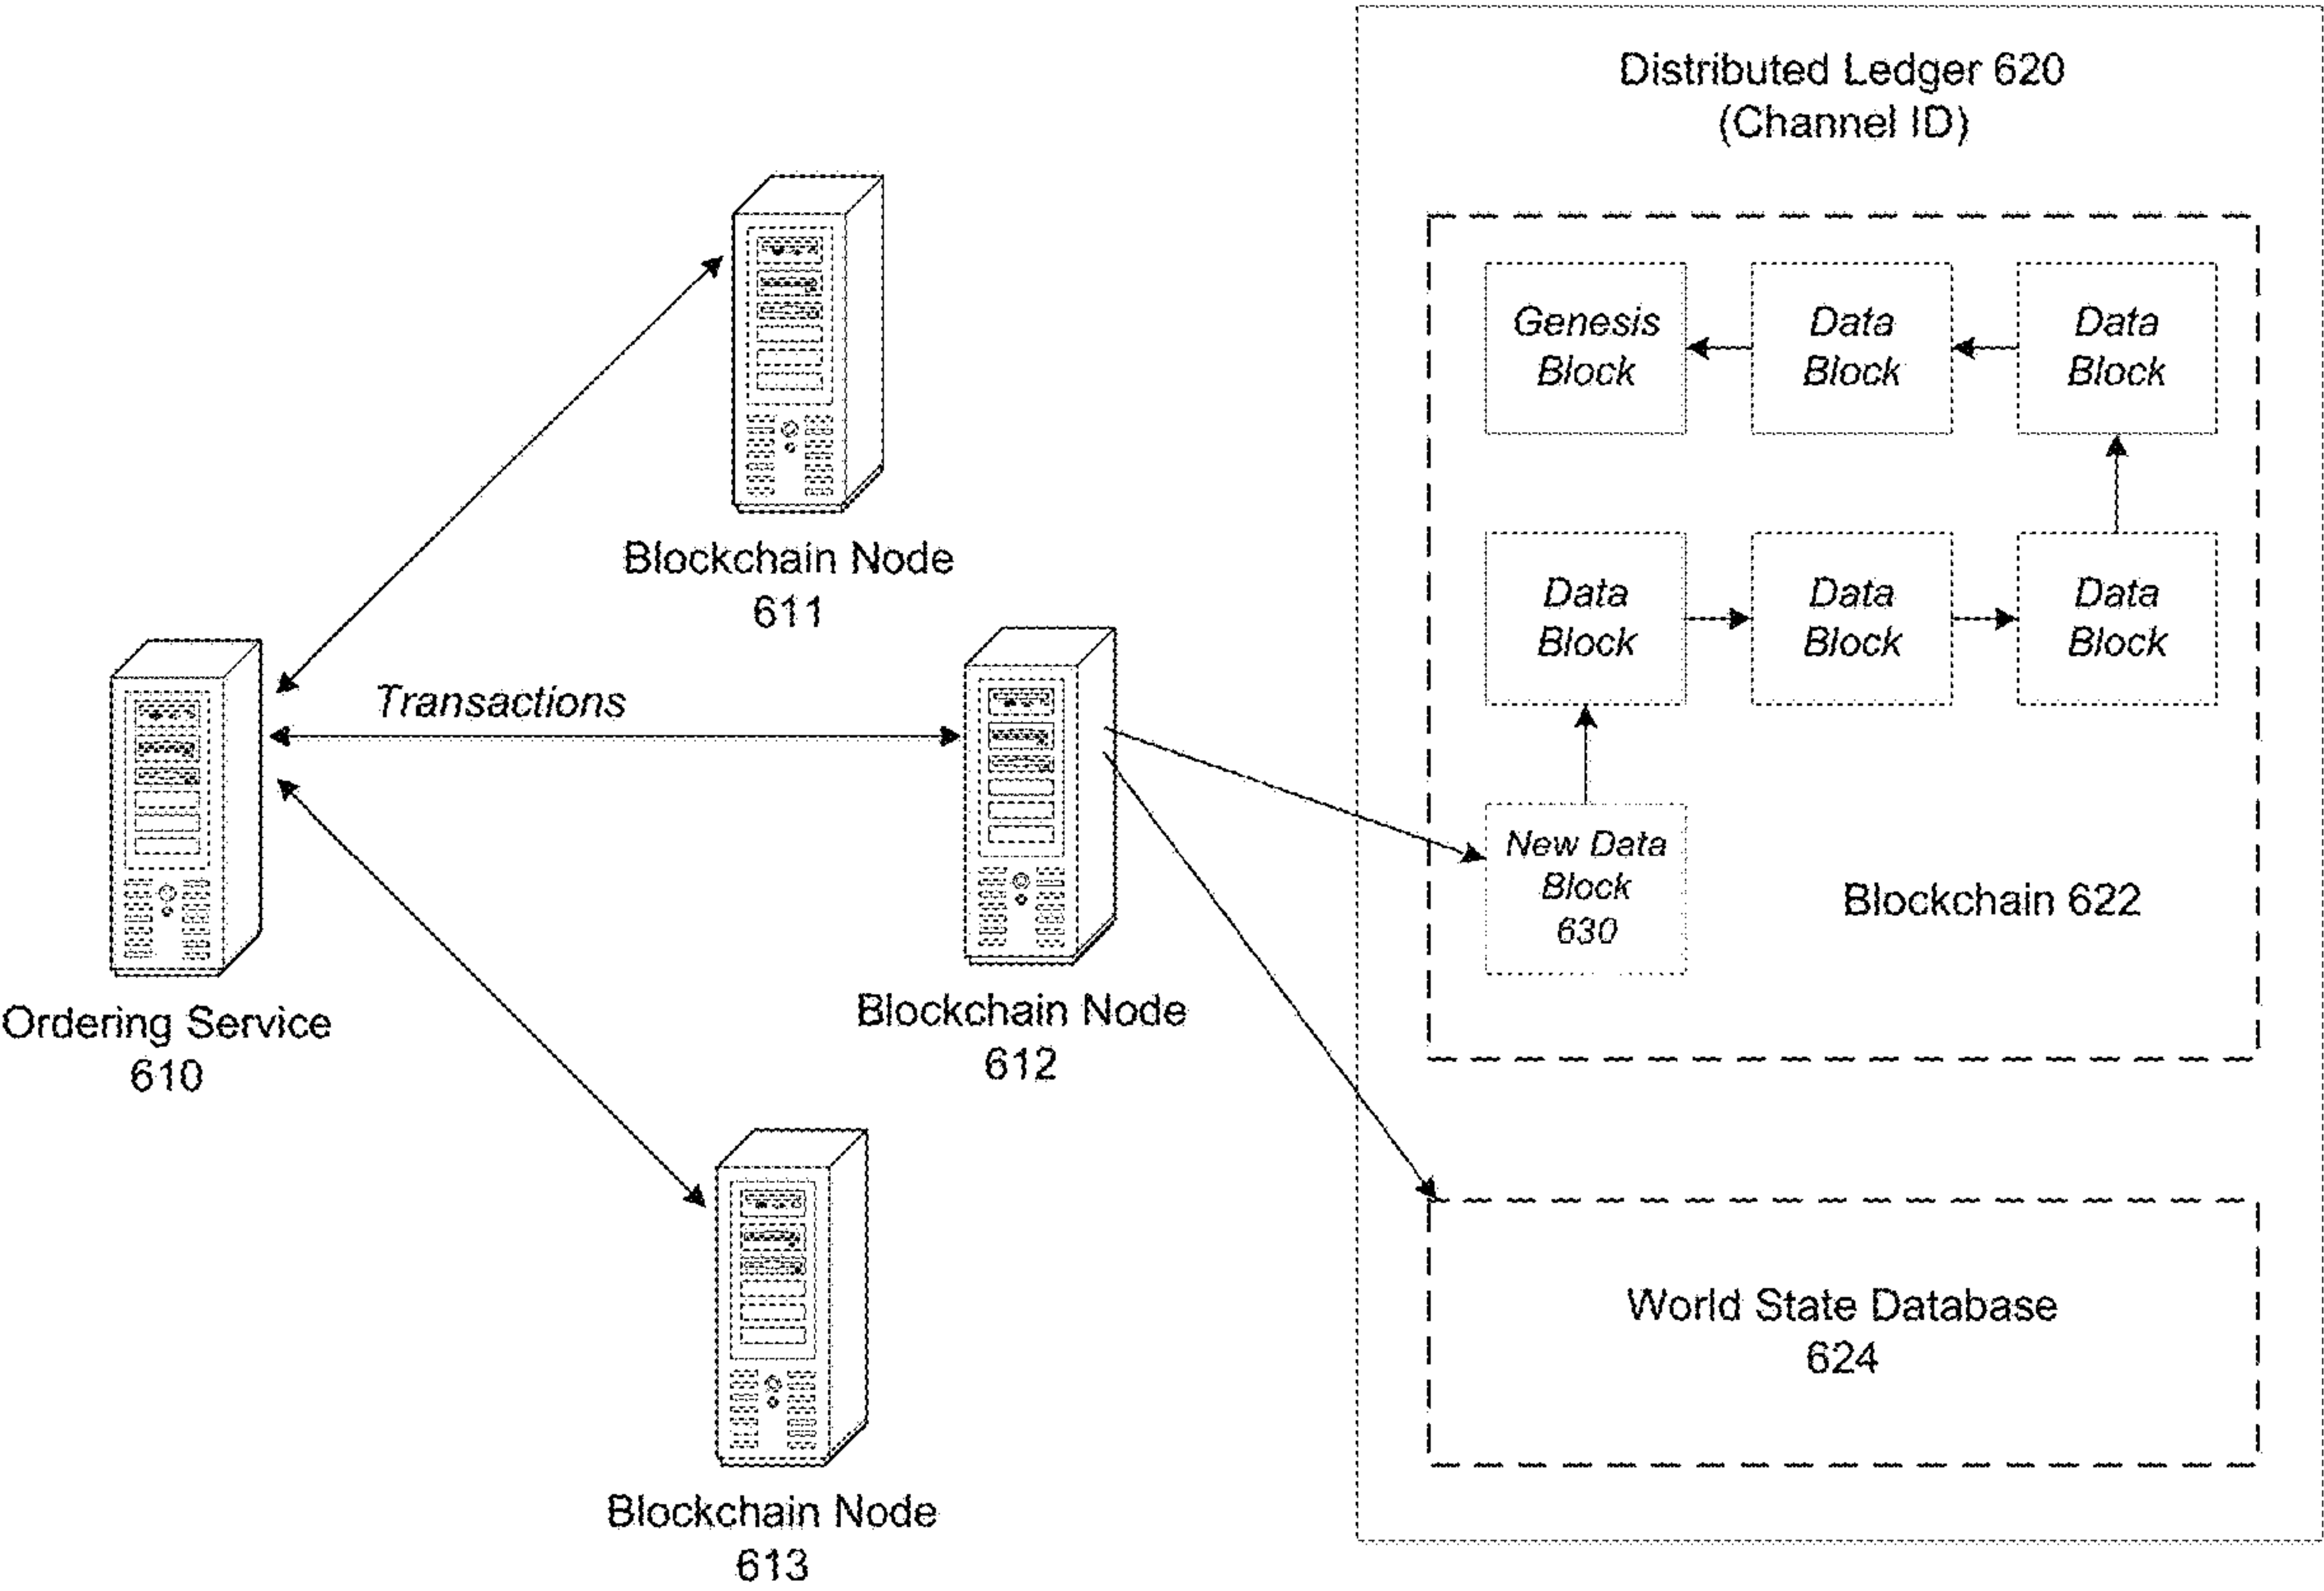 Distributed Ledger 620
(Channel ID)
Genesis
Block
Data
Block
Data
Block
Blockchain Node
611
Data
Block
Data
Block
Data
Block
Transactions
New Data
Block
630
Blockchain 622
Ordering Service
610
Blockchain Node
612
World State Database
624
Blockchain Node
613